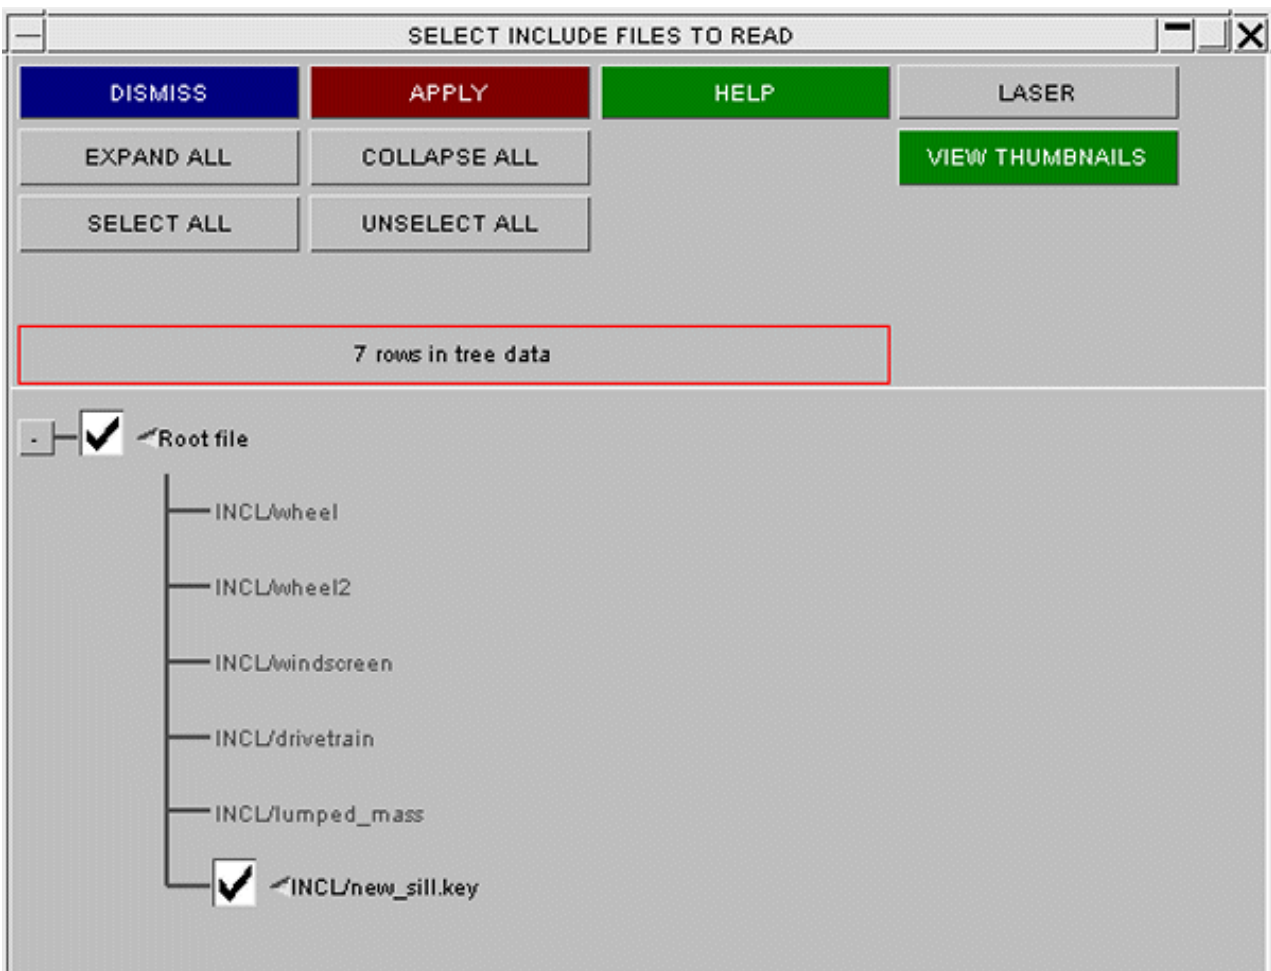 SELECT INCLUDE FILES TO READ
DISMISS APPLY HELP LASER
EXPAND ALL COLLAPSE ALL VIEW THUMBNAILS
SELECT ALL UNSELECT ALL
7 rows in tree data
- Root file
INCL/wheel
INCL/wheel2
INCL/windscreen
INCL/drivetrain
INCL/lumped_mass
INCL/new_sill.key